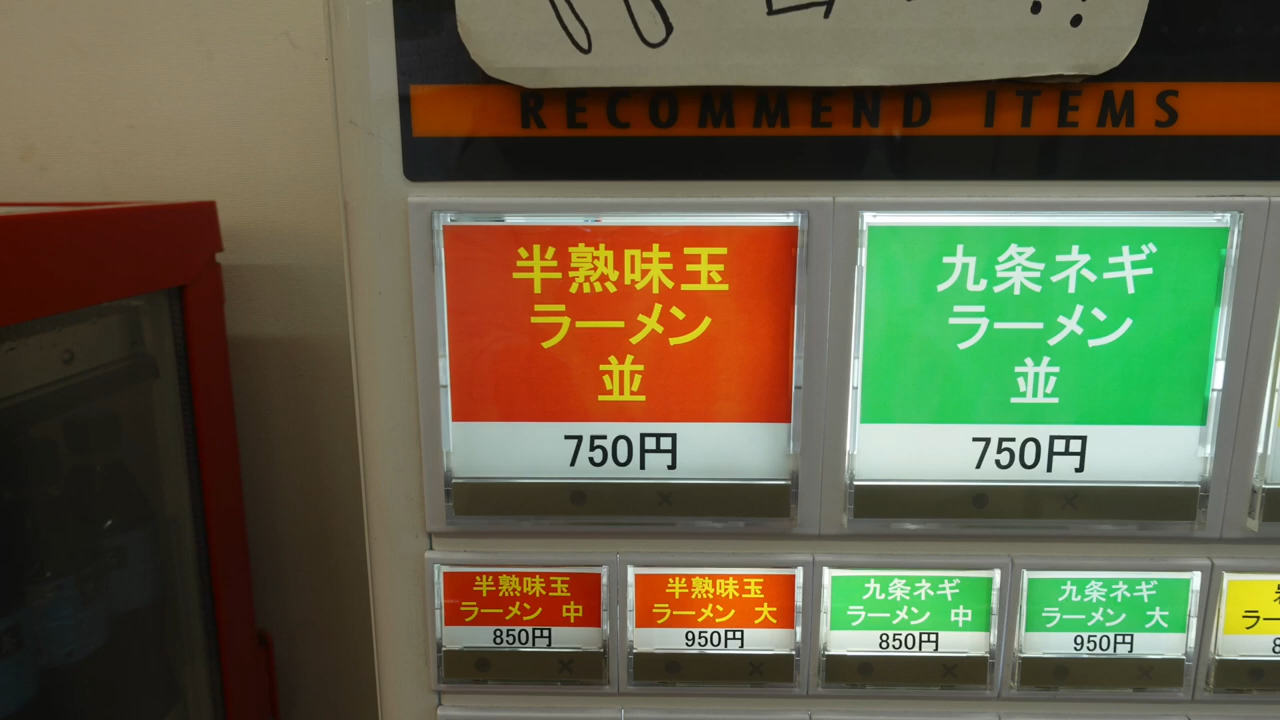 RECOMMEND ITEMS
半熟味玉
ラーメン
並
750円
九条ネギ
ラーメン
並
750円
半熟味玉
ラーメン 中
850円
半熟味玉
ラーメン 大
950円
九条ネギ
ラーメン 中
850円
九条ネギ
ラーメン 大
950円